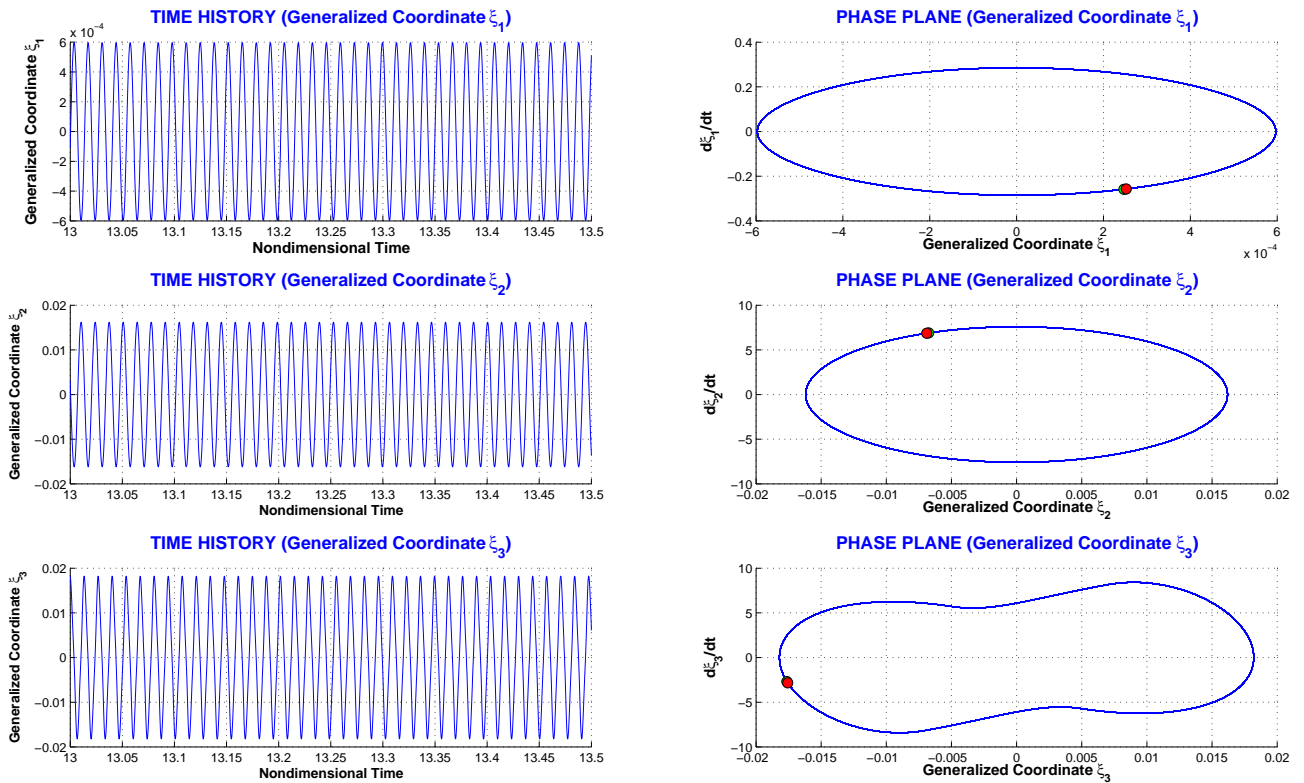 TIME HISTORY (Generalized Coordinate ξ1)
x 10−4
Generalized Coordinate ξ1
6
4
2
0
−2
−4
−6
13 13.05 13.1 13.15 13.2 13.25 13.3 13.35 13.4 13.45 13.5
Nondimensional Time
PHASE PLANE (Generalized Coordinate ξ1)
dξ1/dt
0.4
0.2
0
−0.2
−0.4
−6 −4 −2 0 2 4 6
x 10−4
Generalized Coordinate ξ1
TIME HISTORY (Generalized Coordinate ξ2)
Generalized Coordinate ξ2
0.02
0.01
0
−0.01
−0.02
13 13.05 13.1 13.15 13.2 13.25 13.3 13.35 13.4 13.45 13.5
Nondimensional Time
PHASE PLANE (Generalized Coordinate ξ2)
dξ2/dt
10
5
0
−5
−10
−0.02 −0.015 −0.01 −0.005 0 0.005 0.01 0.015 0.02
Generalized Coordinate ξ2
TIME HISTORY (Generalized Coordinate ξ3)
Generalized Coordinate ξ3
0.02
0.01
0
−0.01
−0.02
13 13.05 13.1 13.15 13.2 13.25 13.3 13.35 13.4 13.45 13.5
Nondimensional Time
PHASE PLANE (Generalized Coordinate ξ3)
dξ3/dt
10
5
0
−5
−10
−0.02 −0.015 −0.01 −0.005 0 0.005 0.01 0.015 0.02
Generalized Coordinate ξ3